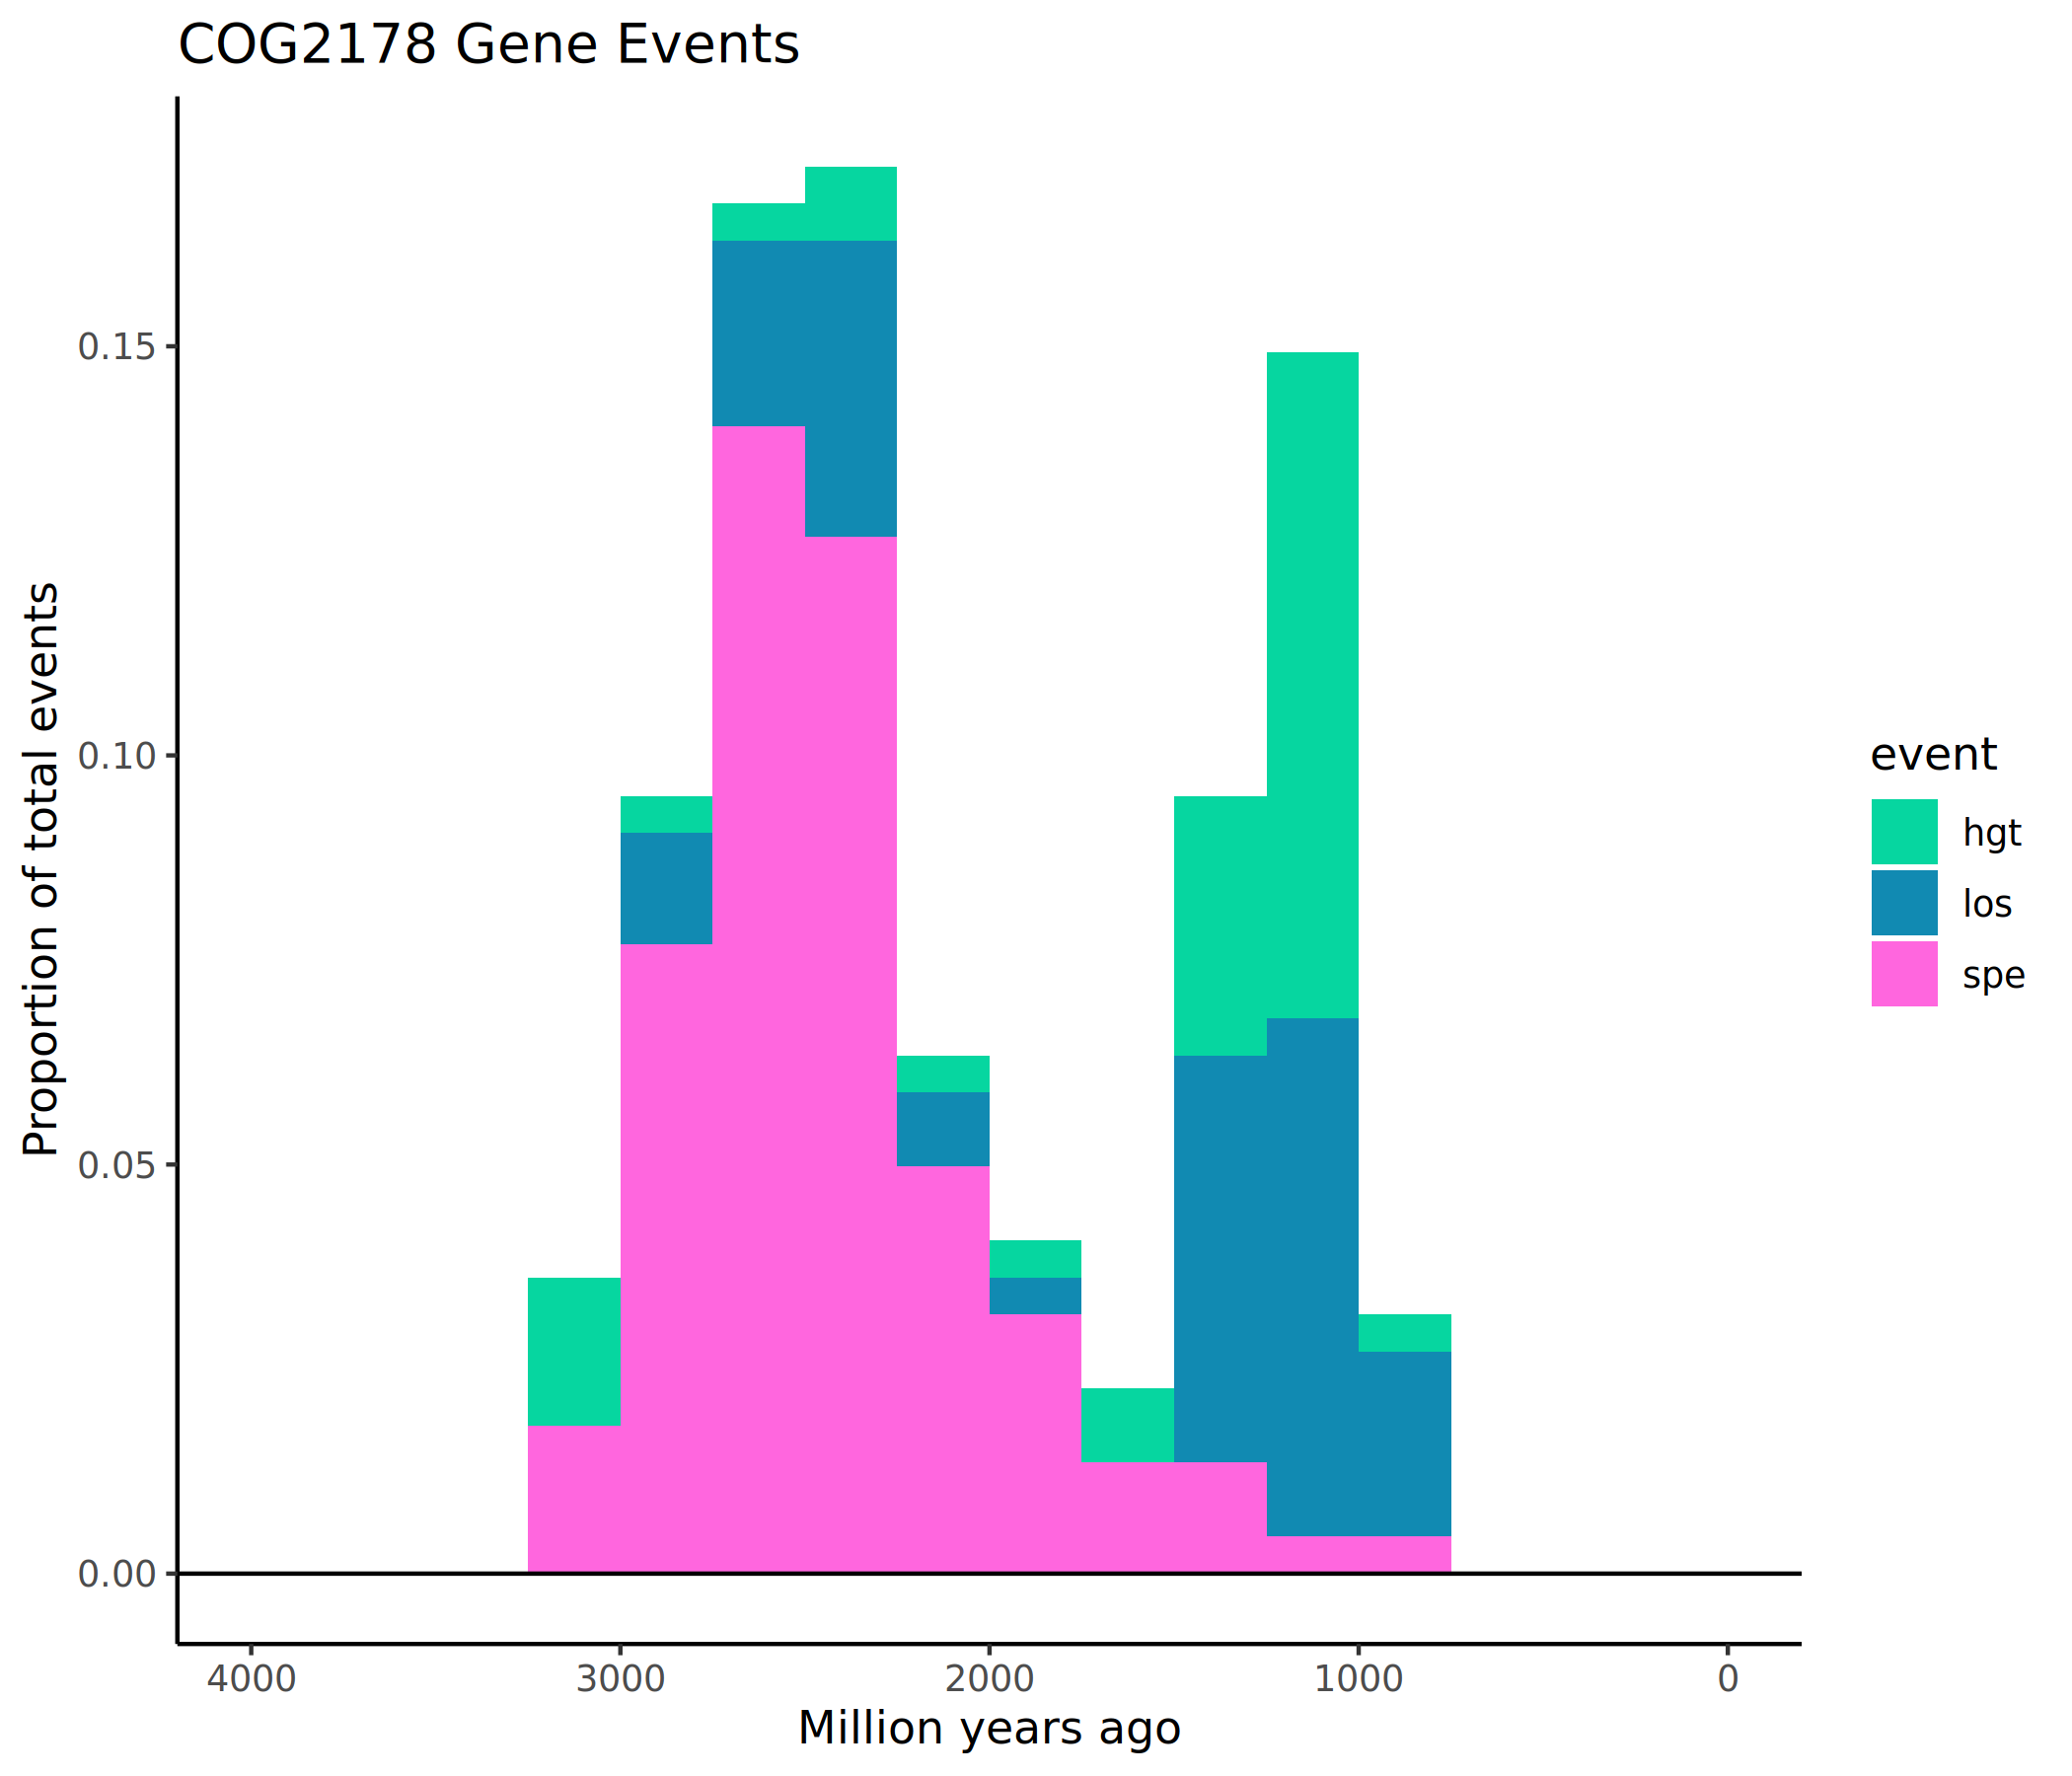 COG2178 Gene Events
Proportion of total events
0.15
0.10
0.05
0.00
4000 3000 2000 1000 0
Million years ago
event
hgt
los
spe